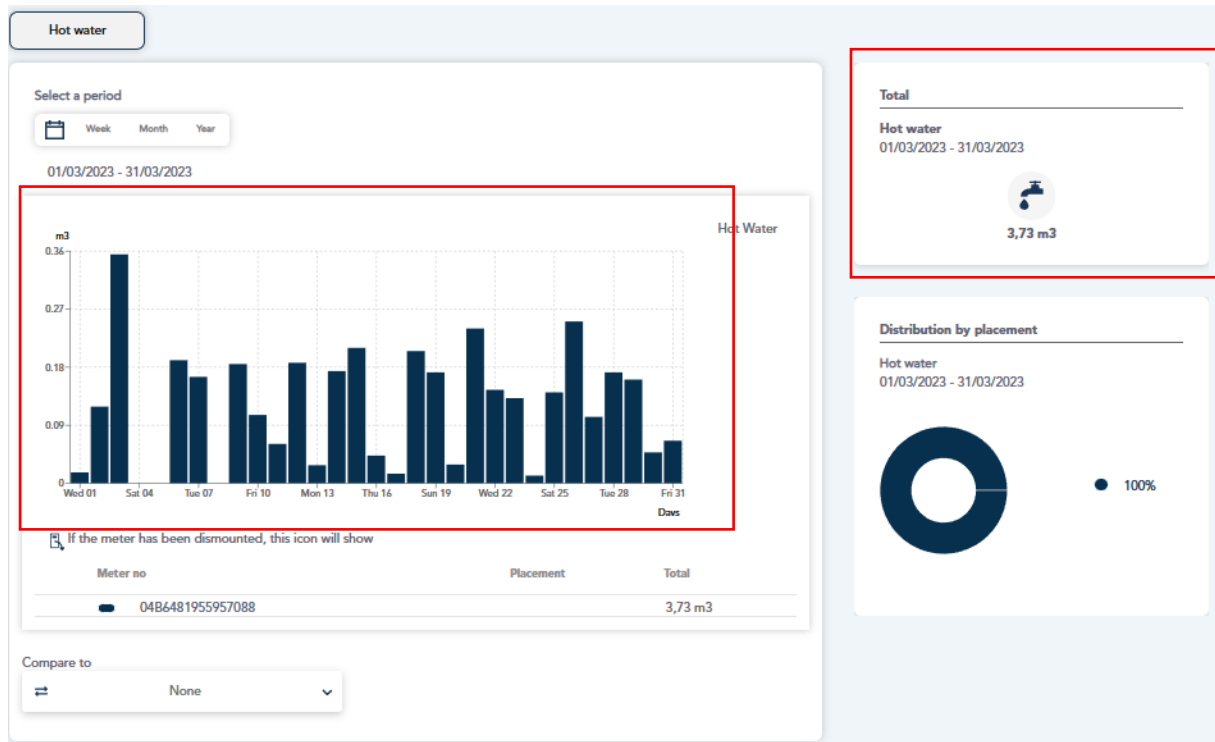 Hot water
Select a period
Week Month Year
01/03/2023 - 31/03/2023
Hot Water
m3
0.36
0.27
0.18
0.09
0
Wed 01 Sat 04 Tue 07 Fri 10 Mon 13 Thu 16 Sun 19 Wed 22 Sat 25 Tue 28 Fri 31
Days
If the meter has been dismounted, this icon will show
Meter no Placement Total
04B6481955957088 3,73 m3
Compare to
None
Total
Hot water
01/03/2023 - 31/03/2023
3,73 m3
Distribution by placement
Hot water
01/03/2023 - 31/03/2023
100%